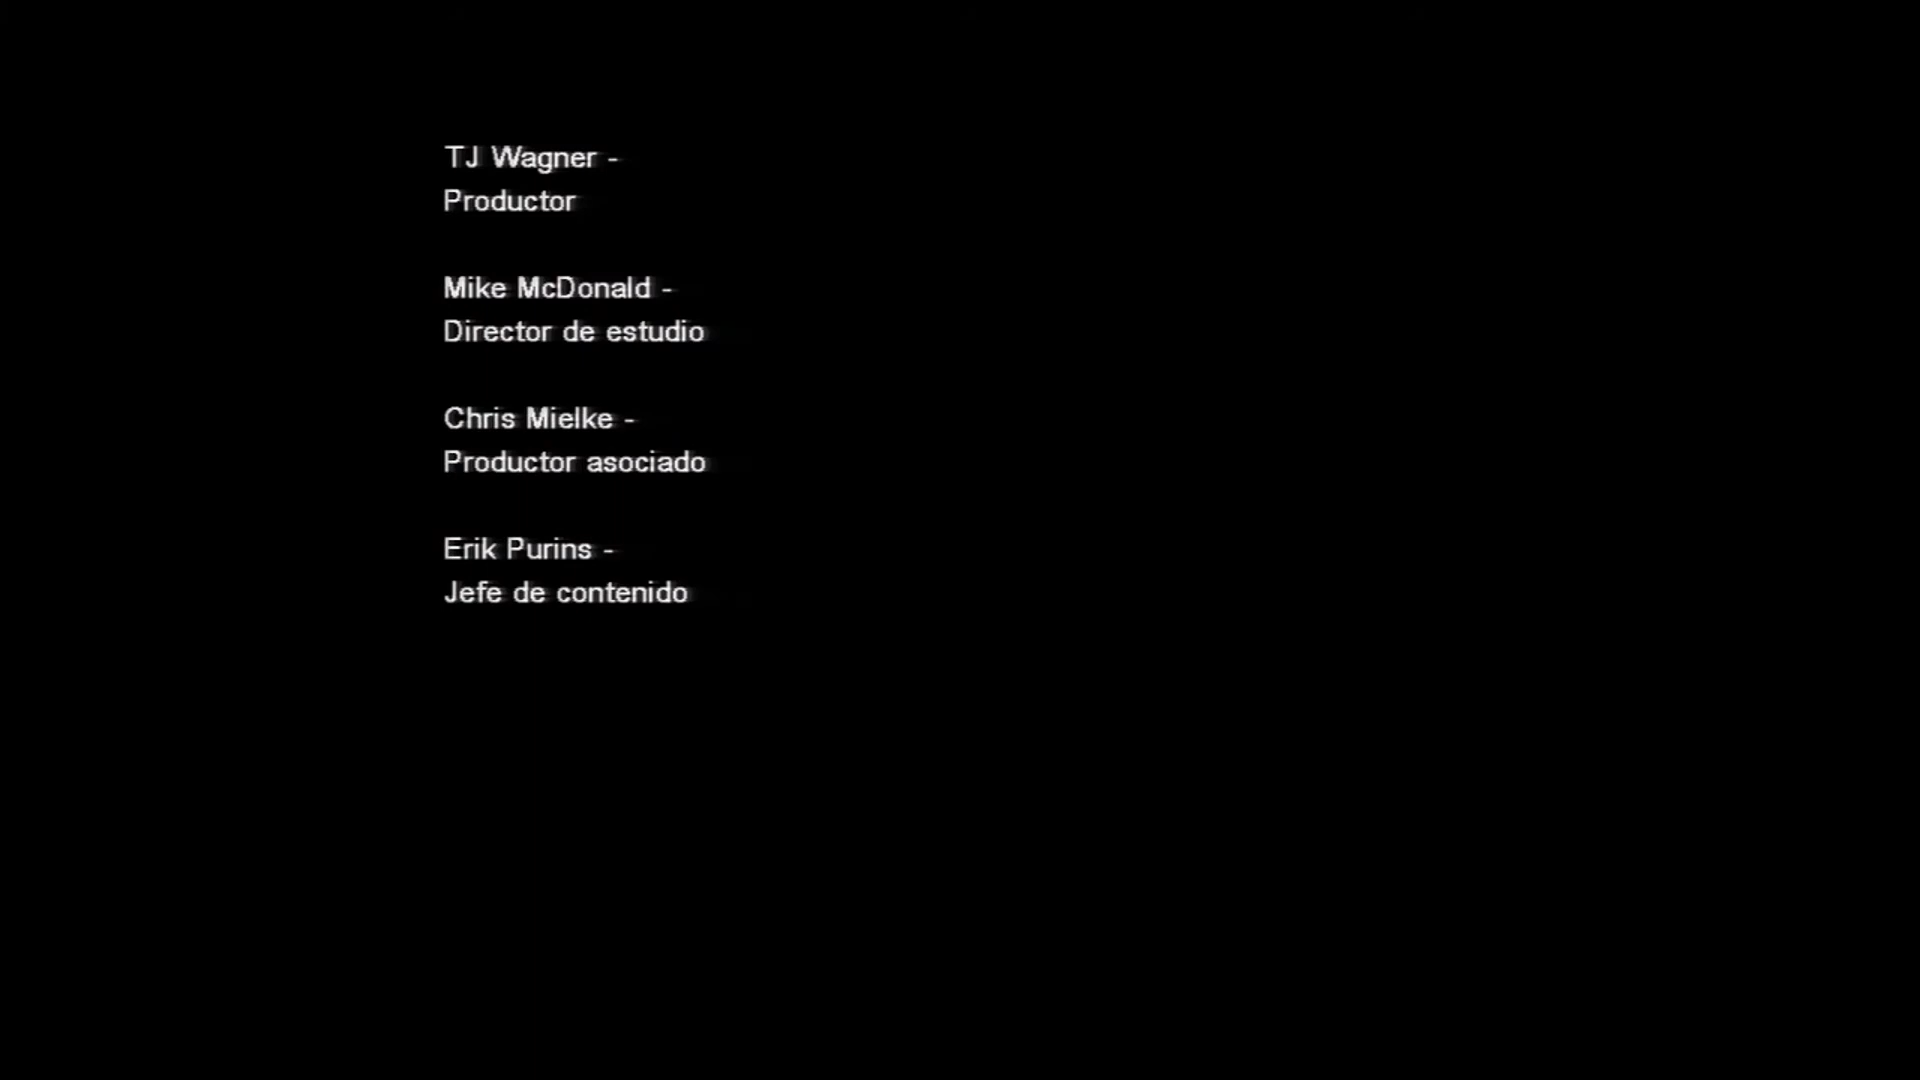 TJ Wagner -
Productor
Mike McDonald -
Director de estudio
Chris Mielke -
Productor asociado
Erik Purins -
Jefe de contenido